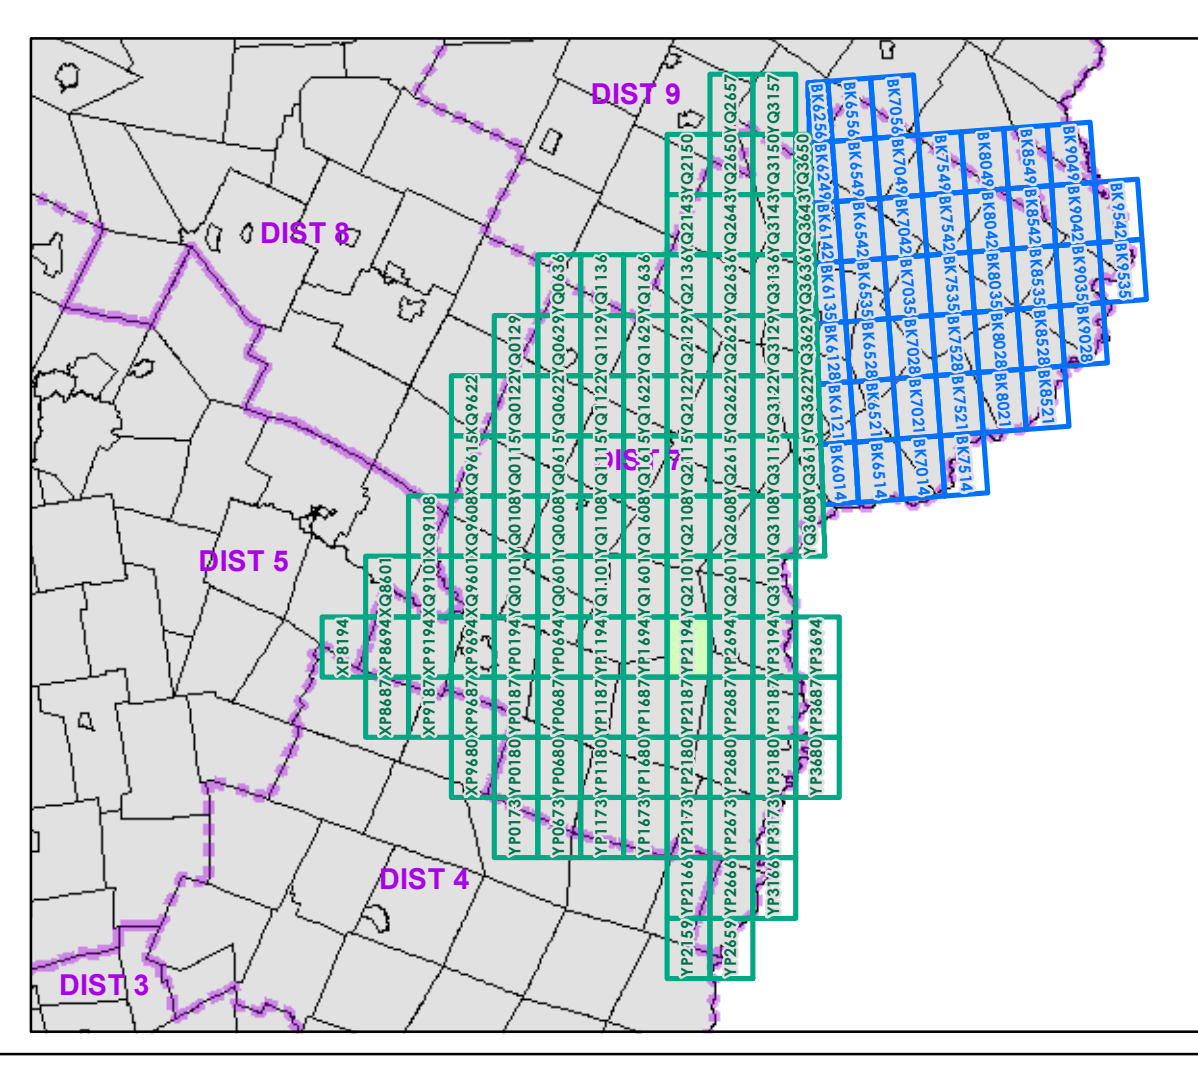 DIST 9
DIST 8
DIST 7
DIST 5
DIST 4
DIST 3
YQ2657 YQ3157
YQ2150 YQ2650 YQ3150 YQ3650
YQ2143 YQ2643 YQ3143 YQ3643
YQ0636 YQ1136 YQ1636 YQ2136 YQ2636 YQ3136 YQ3636
YQ0129 YQ0629 YQ1129 YQ1629 YQ2129 YQ2629 YQ3129 YQ3629
XQ9622 YQ0122 YQ0622 YQ1122 YQ1622 YQ2122 YQ2622 YQ3122 YQ3622
XQ9615 YQ0115 YQ0615 YQ1115 YQ1615 YQ2115 YQ2615 YQ3115 YQ3615
XQ9108 XQ9608 YQ0108 YQ0608 YQ1108 YQ1608 YQ2108 YQ2608 YQ3108 YQ3608
XQ8601 XQ9101 XQ9601 YQ0101 YQ0601 YQ1101 YQ1601 YQ2101 YQ2601 YQ3101
XP8194 XP8694 XP9194 XP9694 YP0194 YP0694 YP1194 YP1694 YP2194 YP2694 YP3194 YP3694
XP8687 XP9187 XP9687 YP0187 YP0687 YP1187 YP1687 YP2187 YP2687 YP3187 YP3687
XP9680 YP0180 YP0680 YP1180 YP1680 YP2180 YP2680 YP3180 YP3680
YP0173 YP0673 YP1173 YP1673 YP2173 YP2673 YP3173
YP2166 YP2666 YP3166
YP2159 YP2659
BK6256 BK6556 BK7056
BK6249 BK6549 BK7049 BK7549 BK8049 BK8549 BK9049
BK6142 BK6542 BK7042 BK7542 BK8042 BK8542 BK9042 BK9542
BK6135 BK6535 BK7035 BK7535 BK8035 BK8535 BK9035 BK9535
BK6128 BK6528 BK7028 BK7528 BK8028 BK8528 BK9028
BK6121 BK6521 BK7021 BK7521 BK8021 BK8521
BK6014 BK6514 BK7014 BK7514